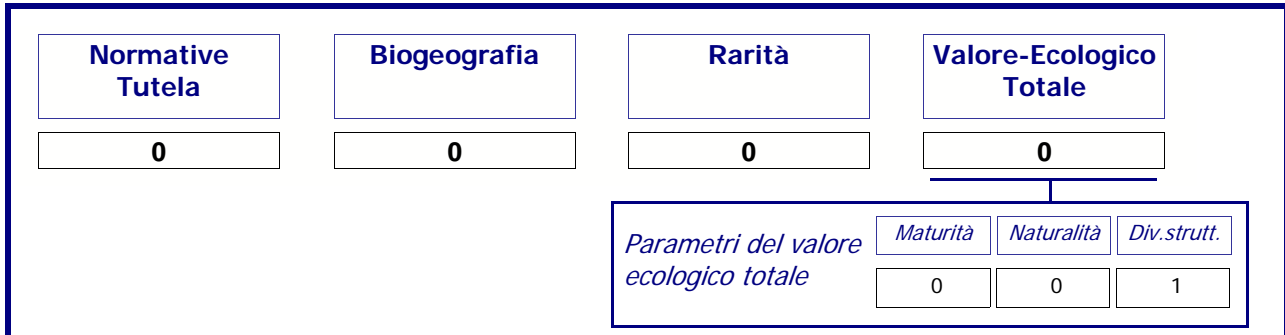 Normative
Tutela
Biogeografia
Rarità
Valore-Ecologico
Totale
0
0
0
0
Parametri del valore
ecologico totale
Maturità
Naturalità
Div.strutt.
0
0
1